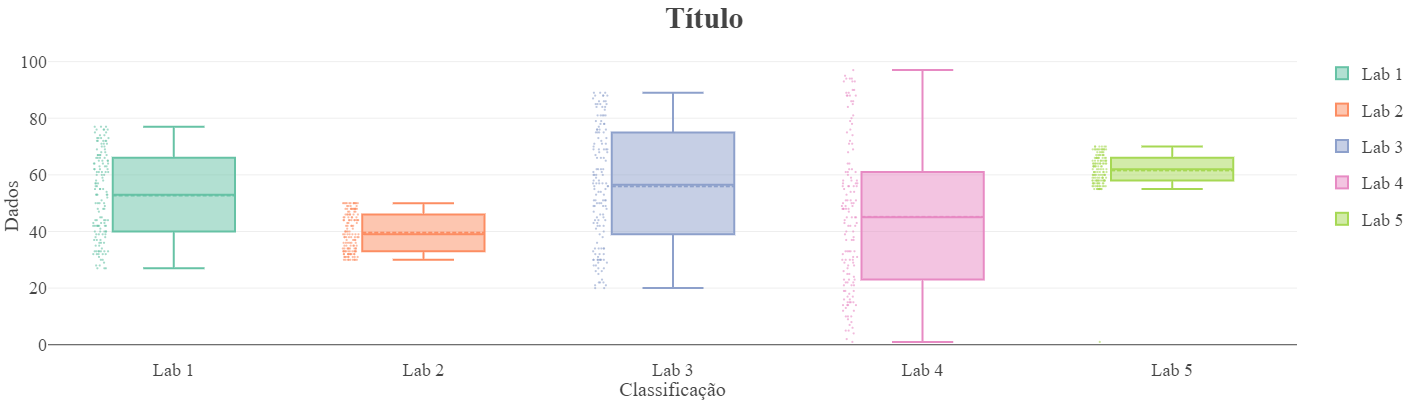 Título
100
80
60
40
20
0
Dados
Lab 1
Lab 2
Lab 3
Lab 4
Lab 5
Classificação
Lab 1
Lab 2
Lab 3
Lab 4
Lab 5